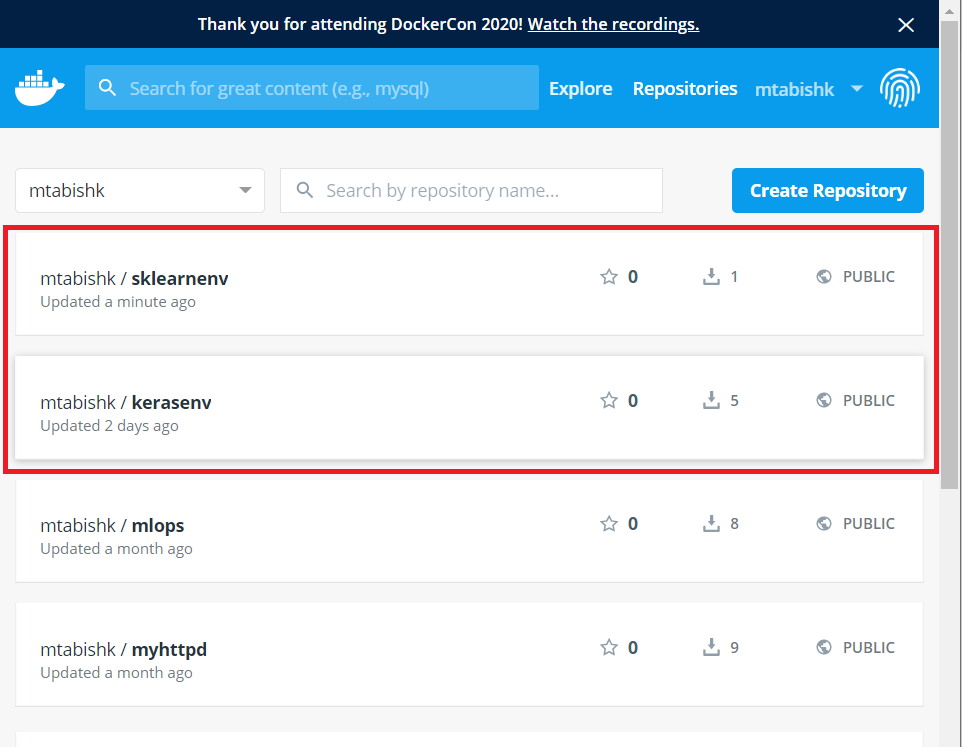 Thank you for attending DockerCon 2020! Watch the recordings.
Search for great content (e.g., mysql) Explore Repositories mtabishk
mtabishk Search by repository name... Create Repository
mtabishk / sklearnenv 0 1 PUBLIC
Updated a minute ago
mtabishk / kerasenv 0 5 PUBLIC
Updated 2 days ago
mtabishk / mlops 0 8 PUBLIC
Updated a month ago
mtabishk / myhttpd 0 9 PUBLIC
Updated a month ago